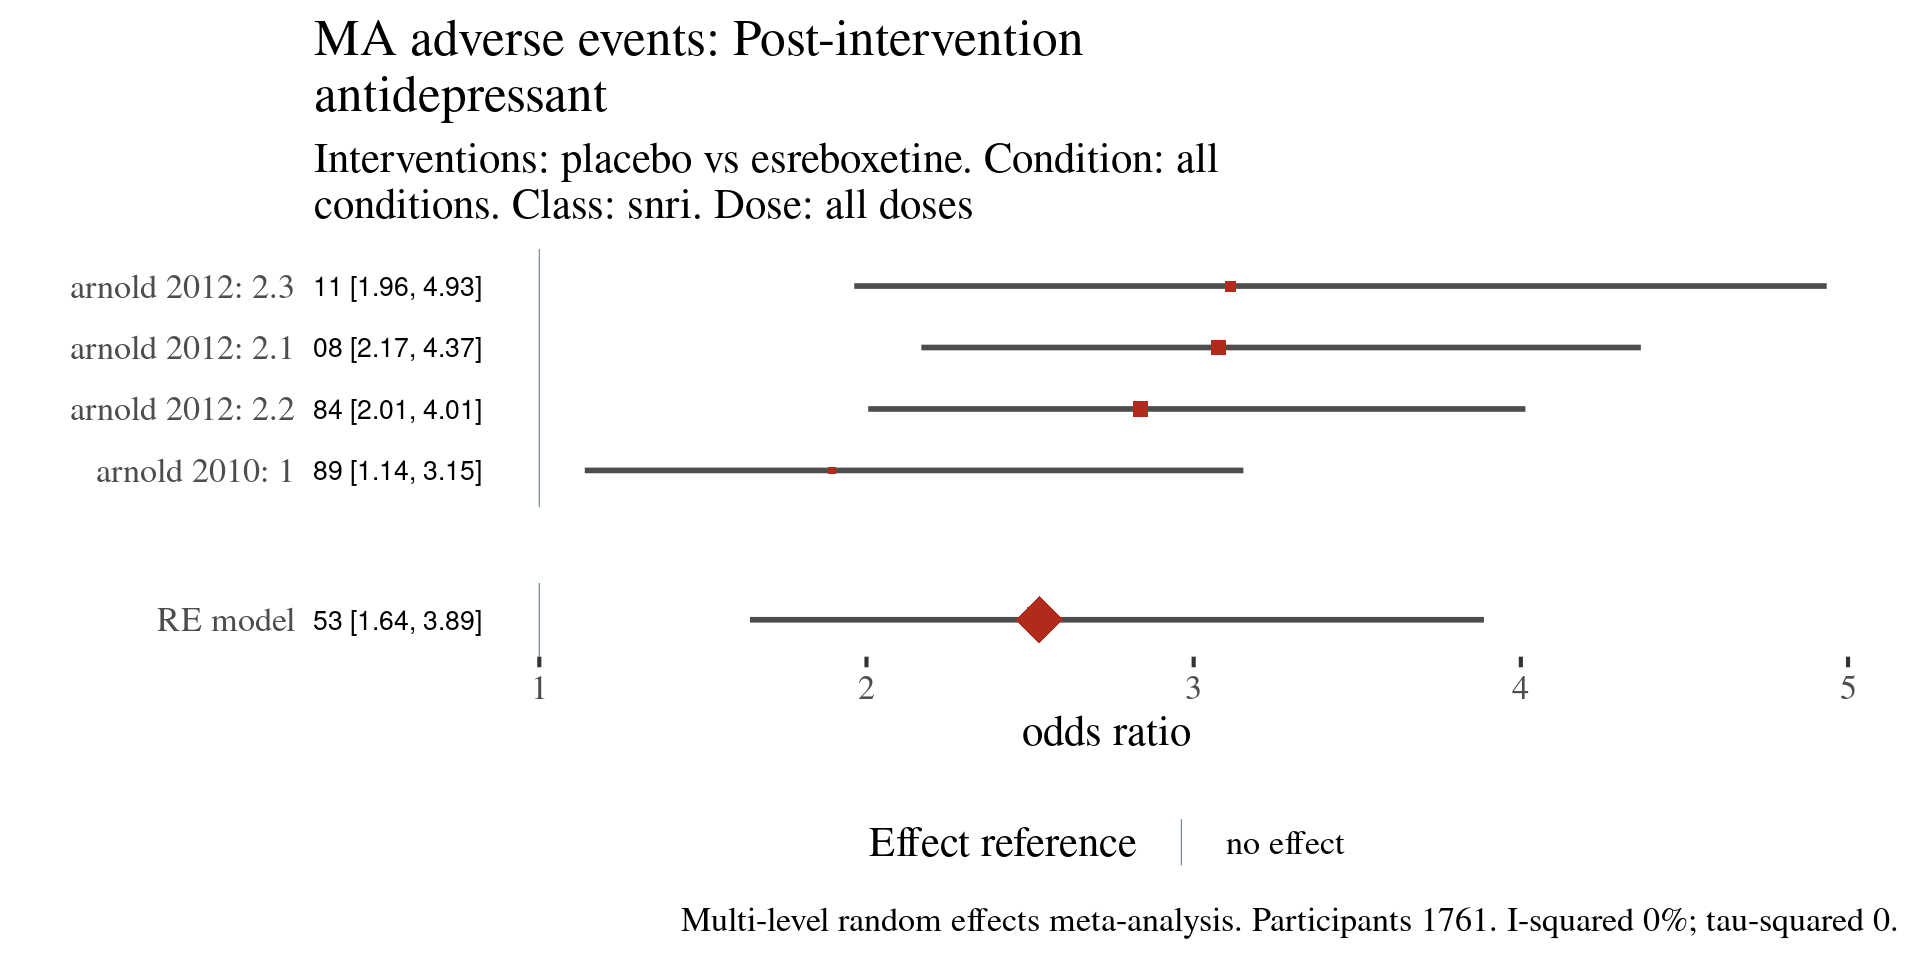 MA adverse events: Post-intervention
antidepressant
Interventions: placebo vs esreboxetine. Condition: all
conditions. Class: snri. Dose: all doses
arnold 2012: 2.3 11 [1.96, 4.93]
arnold 2012: 2.1 08 [2.17, 4.37]
arnold 2012: 2.2 84 [2.01, 4.01]
arnold 2010: 1 89 [1.14, 3.15]
RE model 53 [1.64, 3.89]
1 2 3 4 5
odds ratio
Effect reference no effect
Multi-level random effects meta-analysis. Participants 1761. I-squared 0%; tau-squared 0.